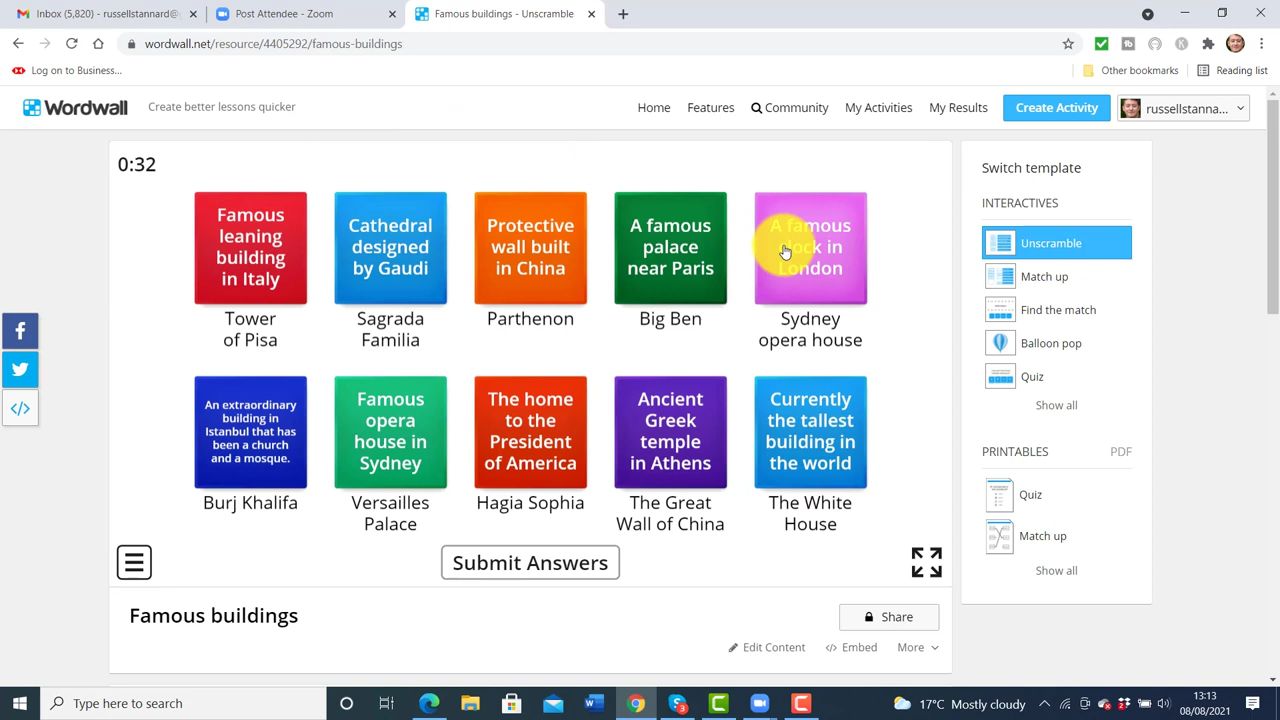 Inbox (5,820) - russellstannard@
Post Attendee - Zoom
Famous buildings - Unscramble
wordwall.net/resource/4405292/famous-buildings
Log on to Business...
Other bookmarks
Reading list
Wordwall
Create better lessons quicker
Home
Features
Community
My Activities
My Results
Create Activity
russellstanna...
0:32
Famous
leaning
building
in Italy
Cathedral
designed
by Gaudi
Protective
wall built
in China
A famous
palace
near Paris
A famous
clock in
London
Tower
of Pisa
Sagrada
Familia
Parthenon
Big Ben
Sydney
opera house
An extraordinary
building in
Istanbul that has
been a church
and a mosque.
Famous
opera
house in
Sydney
The home
to the
President
of America
Ancient
Greek
temple
in Athens
Currently
the tallest
building in
the world
Burj Khalifa
Versailles
Palace
Hagia Sophia
The Great
Wall of China
The White
House
Submit Answers
Famous buildings
Share
Edit Content
Embed
More
Switch template
INTERACTIVES
Unscramble
Match up
Find the match
Balloon pop
Quiz
Show all
PRINTABLES
PDF
Quiz
Match up
Show all
Type here to search
17°C Mostly cloudy
13:13
08/08/2021